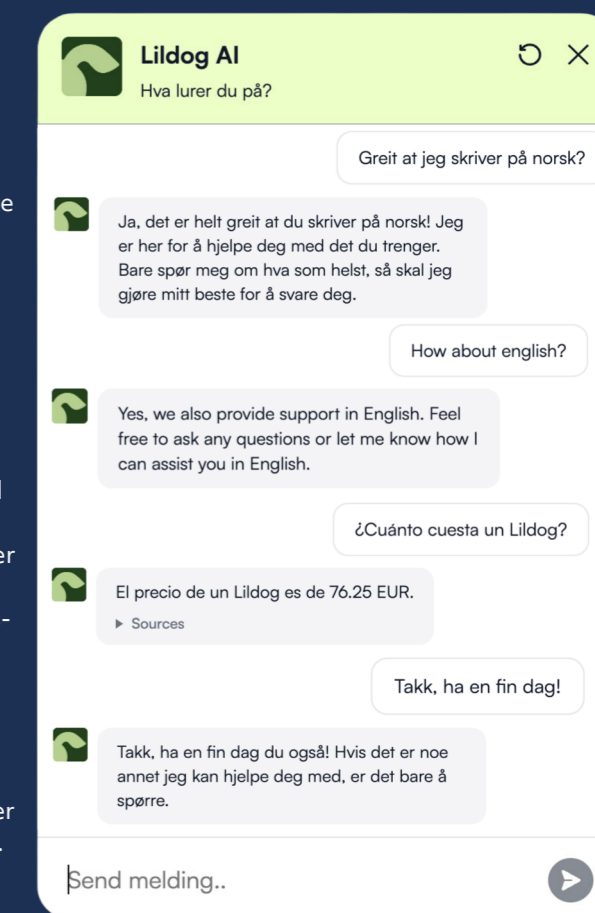 Lildog AI
Hva lurer du på?
Greit at jeg skriver på norsk?
Ja, det er helt greit at du skriver på norsk! Jeg
er her for å hjelpe deg med det du trenger.
Bare spør meg om hva som helst, så skal jeg
gjøre mitt beste for å svare deg.
How about english?
Yes, we also provide support in English. Feel
free to ask any questions or let me know how I
can assist you in English.
¿Cuánto cuesta un Lildog?
El precio de un Lildog es de 76.25 EUR.
Sources
Takk, ha en fin dag!
Takk, ha en fin dag du også! Hvis det er noe
annet jeg kan hjelpe deg med, er det bare å
spørre.
Send melding..